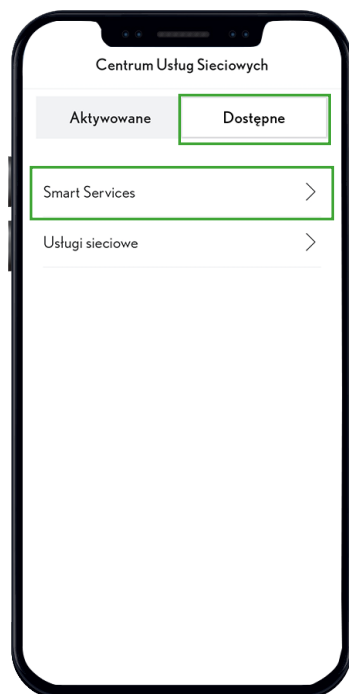 Centrum Usług Sieciowych
Aktywowane Dostępne
Smart Services
Usługi sieciowe